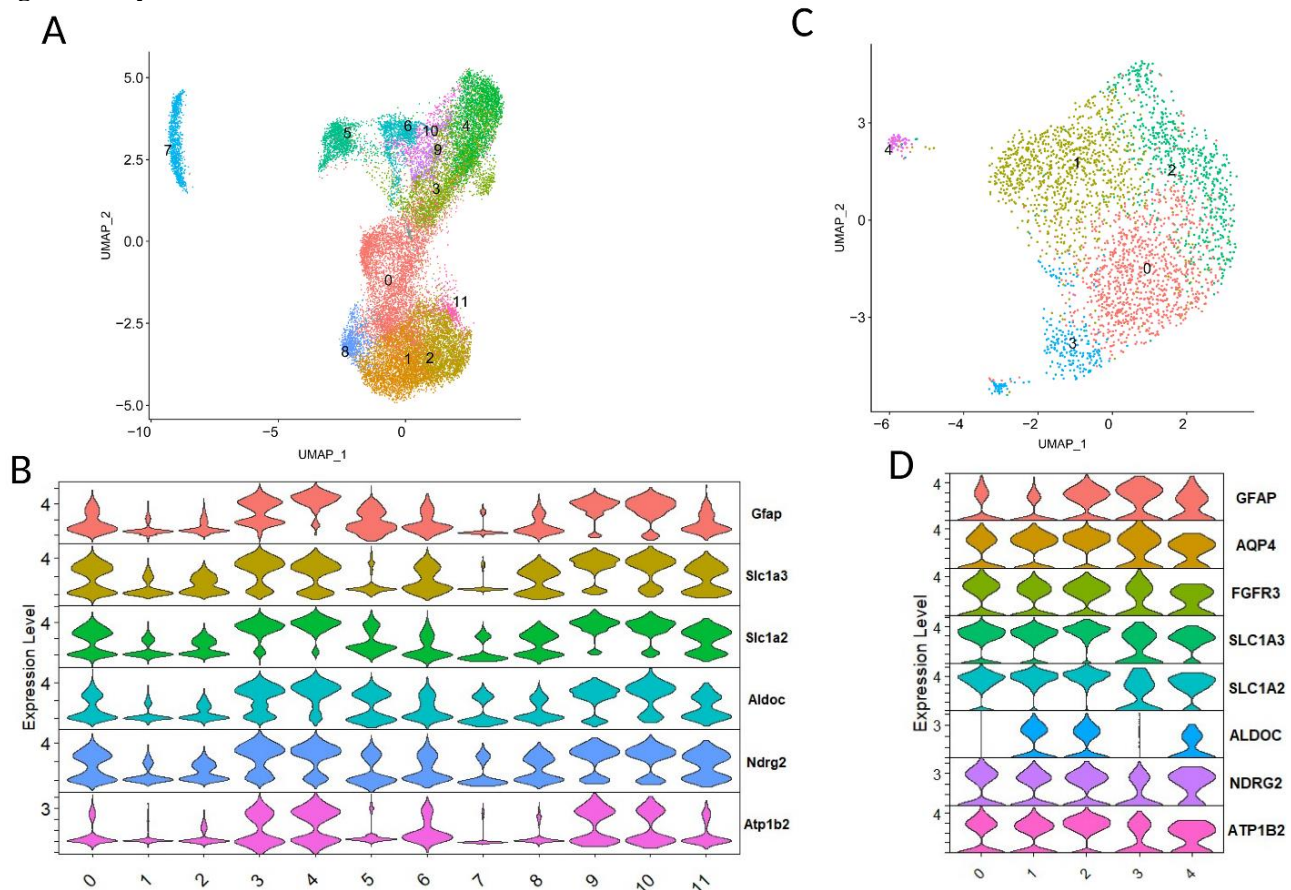 A
5.0
2.5
0.0
−2.5
−5.0
UMAP_2
−10
−5
0
UMAP_1
7
5
6
10
4
9
3
0
11
8
1
2
B
Expression Level
4
Gfap
4
Slc1a3
4
Slc1a2
4
Aldoc
4
Ndrg2
3
Atp1b2
0 1 2 3 4 5 6 7 8 9 10 11
C
3
0
−3
UMAP_2
−6
−4
−2
0
2
UMAP_1
4
1
2
0
3
D
Expression Level
4
GFAP
4
AQP4
4
FGFR3
4
SLC1A3
4
SLC1A2
3
ALDOC
3
NDRG2
4
ATP1B2
0 1 2 3 4